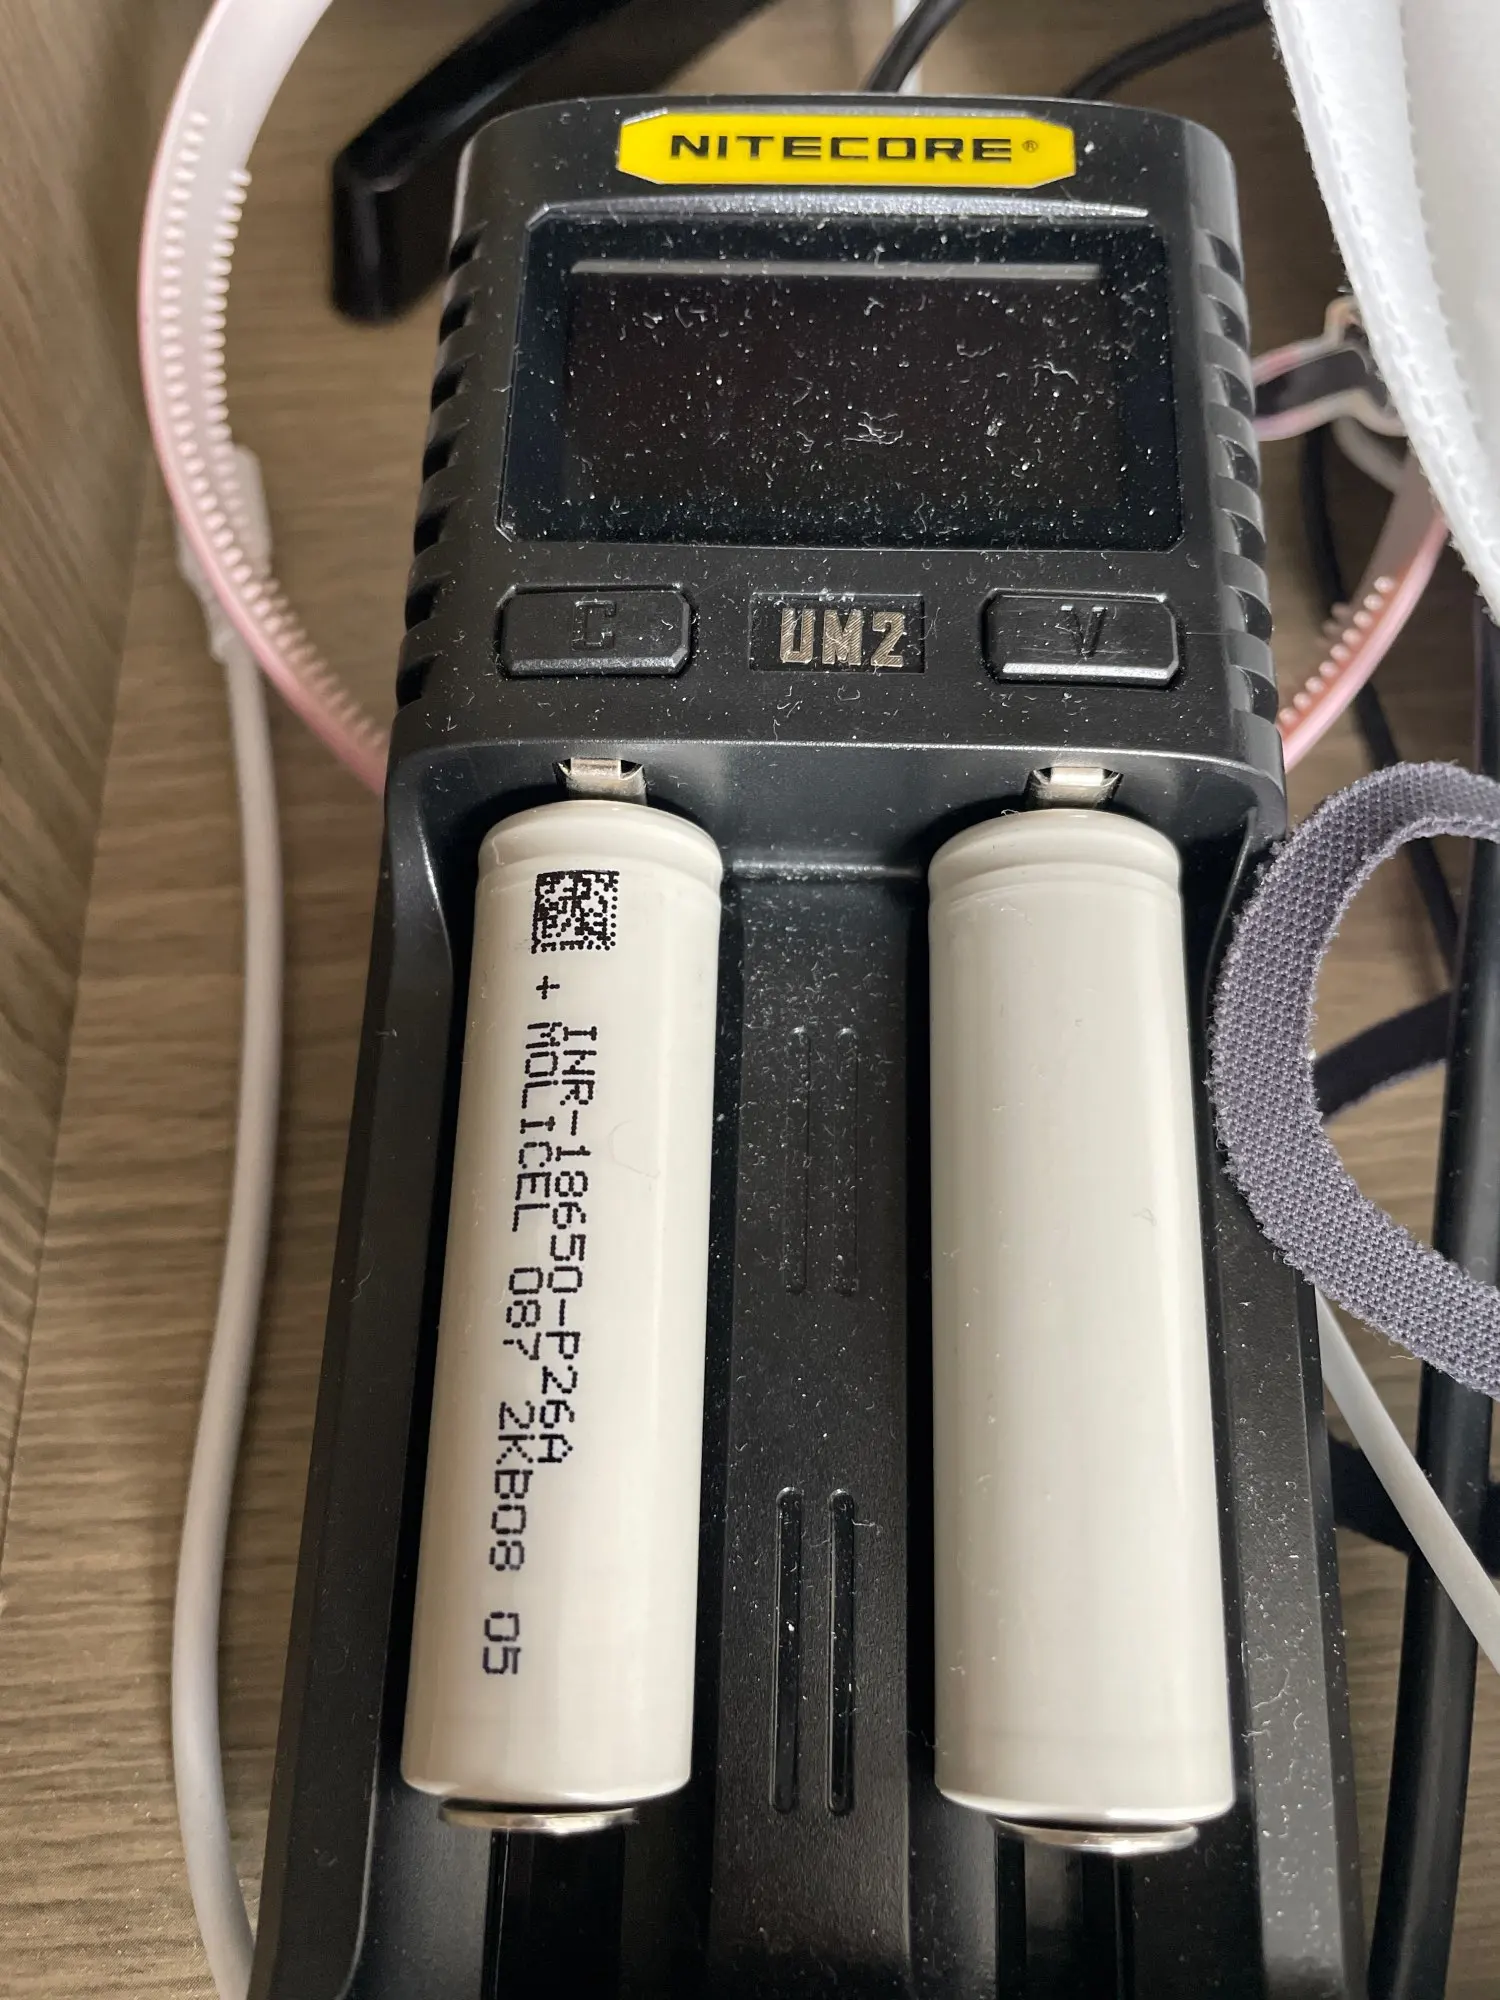 NITECORE®
C
UM2
V
+ INR-18650-P26A
MOLICEL 087 2KB08 05